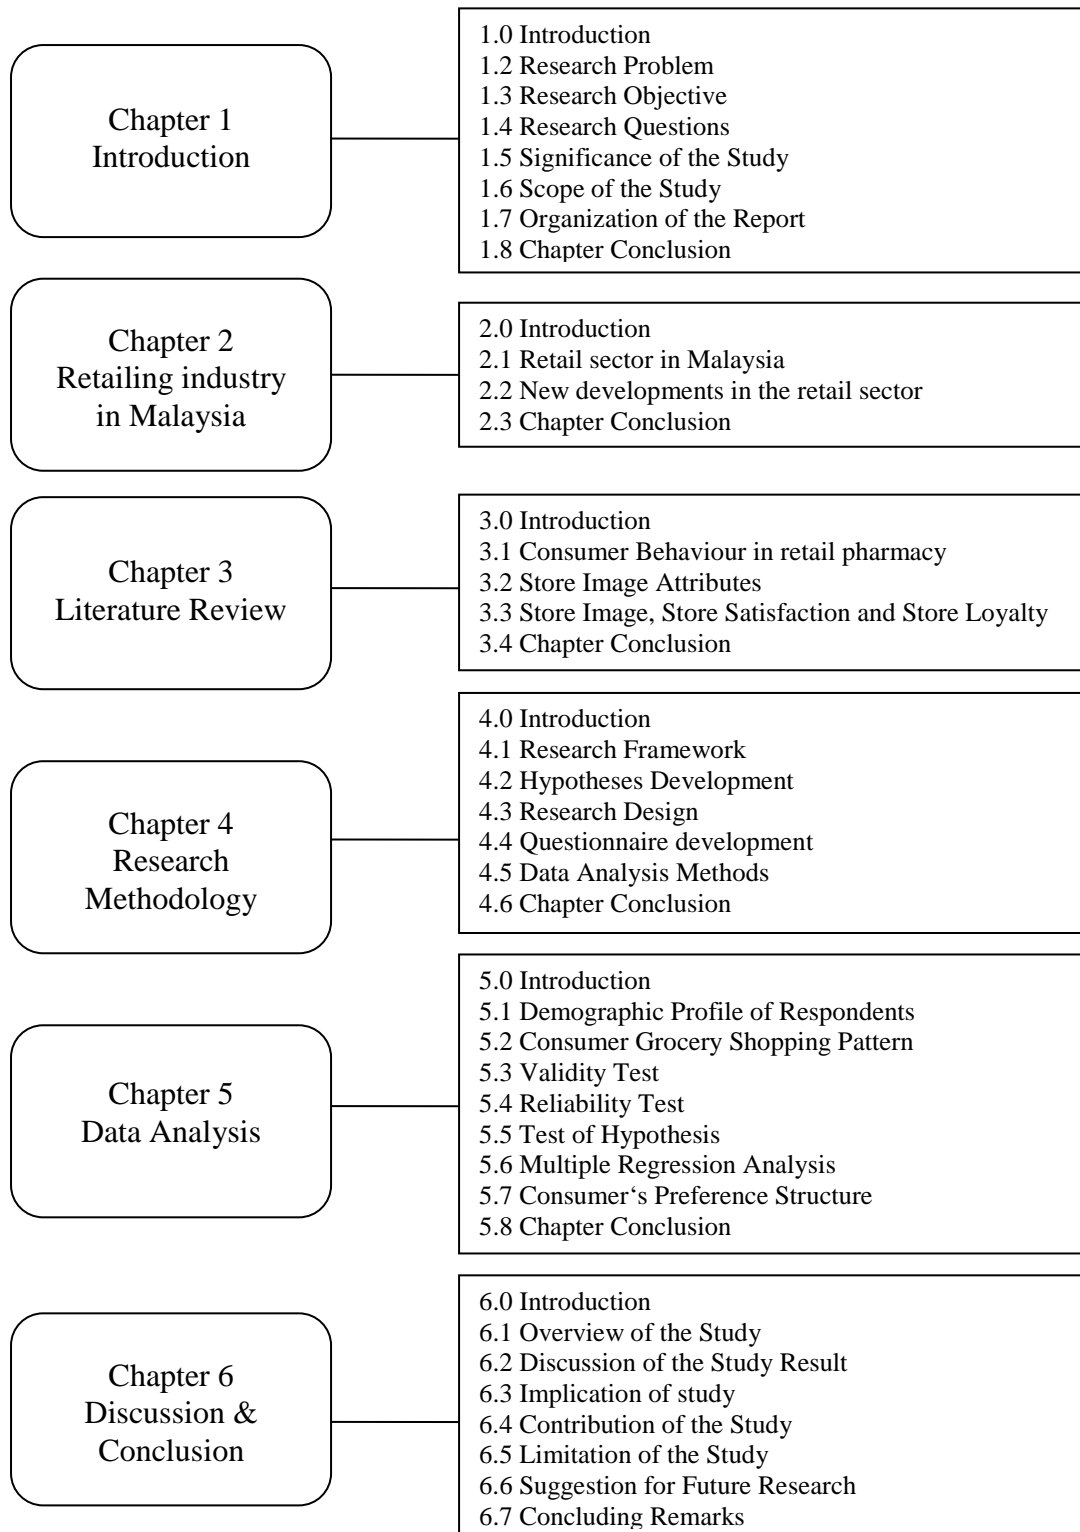 Chapter 1
Introduction
1.0 Introduction
1.2 Research Problem
1.3 Research Objective
1.4 Research Questions
1.5 Significance of the Study
1.6 Scope of the Study
1.7 Organization of the Report
1.8 Chapter Conclusion
Chapter 2
Retailing industry
in Malaysia
2.0 Introduction
2.1 Retail sector in Malaysia
2.2 New developments in the retail sector
2.3 Chapter Conclusion
Chapter 3
Literature Review
3.0 Introduction
3.1 Consumer Behaviour in retail pharmacy
3.2 Store Image Attributes
3.3 Store Image, Store Satisfaction and Store Loyalty
3.4 Chapter Conclusion
Chapter 4
Research
Methodology
4.0 Introduction
4.1 Research Framework
4.2 Hypotheses Development
4.3 Research Design
4.4 Questionnaire development
4.5 Data Analysis Methods
4.6 Chapter Conclusion
Chapter 5
Data Analysis
5.0 Introduction
5.1 Demographic Profile of Respondents
5.2 Consumer Grocery Shopping Pattern
5.3 Validity Test
5.4 Reliability Test
5.5 Test of Hypothesis
5.6 Multiple Regression Analysis
5.7 Consumer‘s Preference Structure
5.8 Chapter Conclusion
Chapter 6
Discussion &
Conclusion
6.0 Introduction
6.1 Overview of the Study
6.2 Discussion of the Study Result
6.3 Implication of study
6.4 Contribution of the Study
6.5 Limitation of the Study
6.6 Suggestion for Future Research
6.7 Concluding Remarks